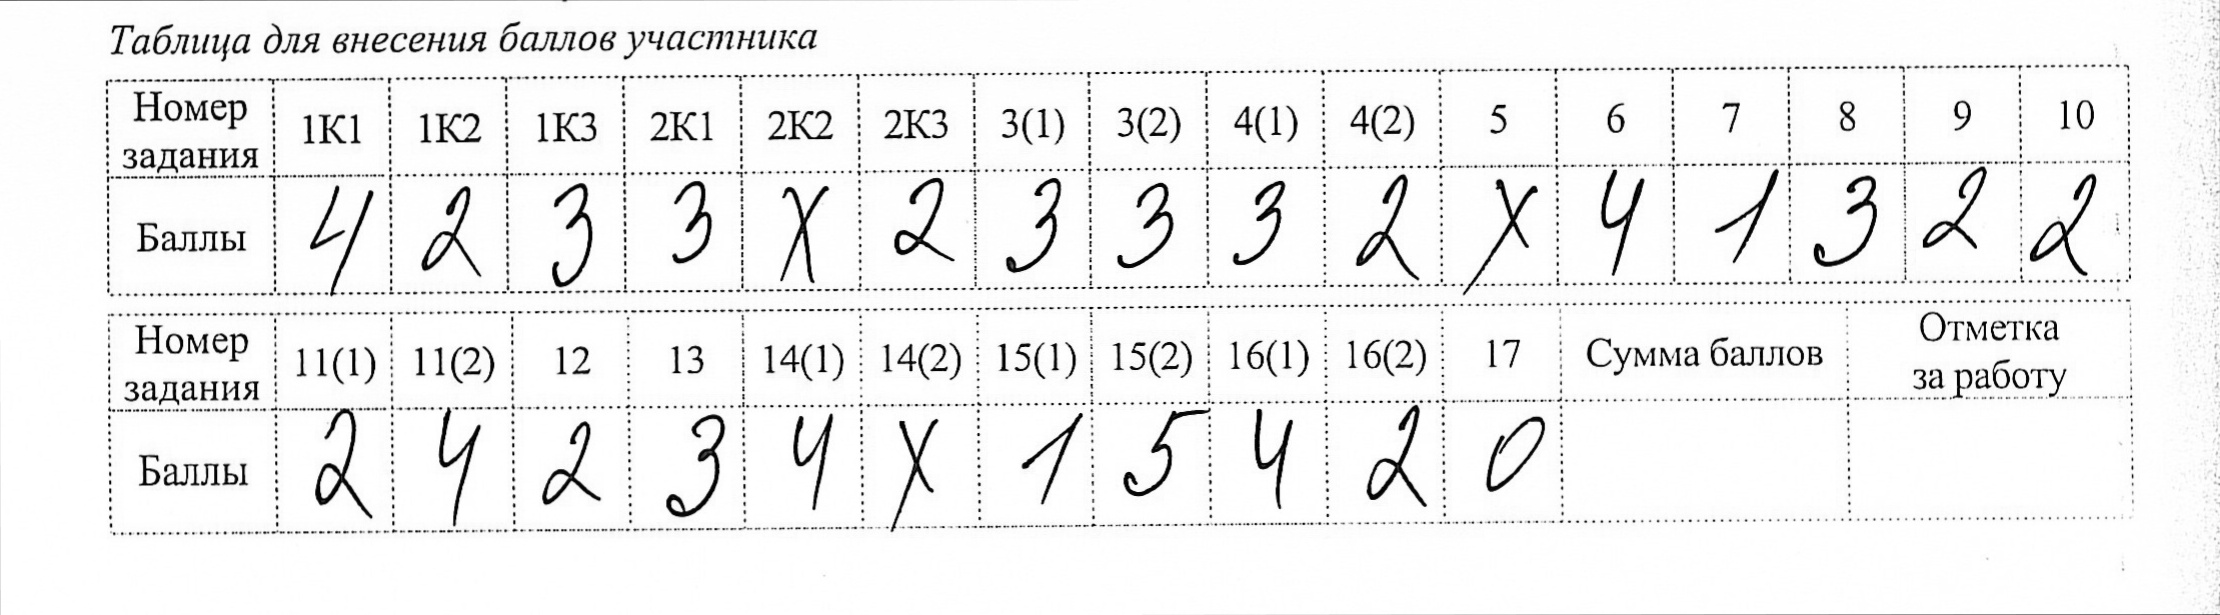 Таблица для внесения баллов участника
Номер задания 1К1 1К2 1К3 2К1 2К2 2К3 3(1) 3(2) 4(1) 4(2) 5 6 7 8 9 10
Баллы 4 2 3 3 X 2 3 3 3 2 X 4 1 3 2 2
Номер задания 11(1) 11(2) 12 13 14(1) 14(2) 15(1) 15(2) 16(1) 16(2) 17 Сумма баллов Отметка за работу
Баллы 2 4 2 3 4 X 1 5 4 2 0